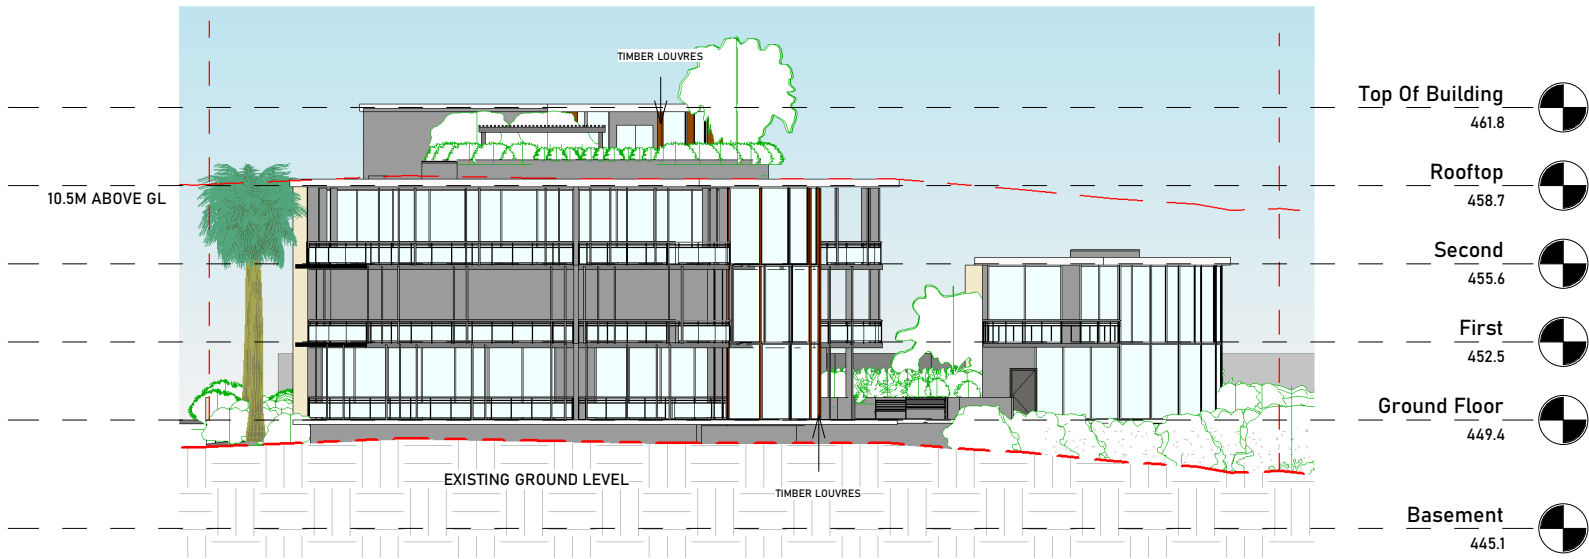 TIMBER LOUVRES
Top Of Building
461.8
Rooftop
458.7
10.5M ABOVE GL
Second
455.6
First
452.5
Ground Floor
449.4
EXISTING GROUND LEVEL
TIMBER LOUVRES
Basement
445.1